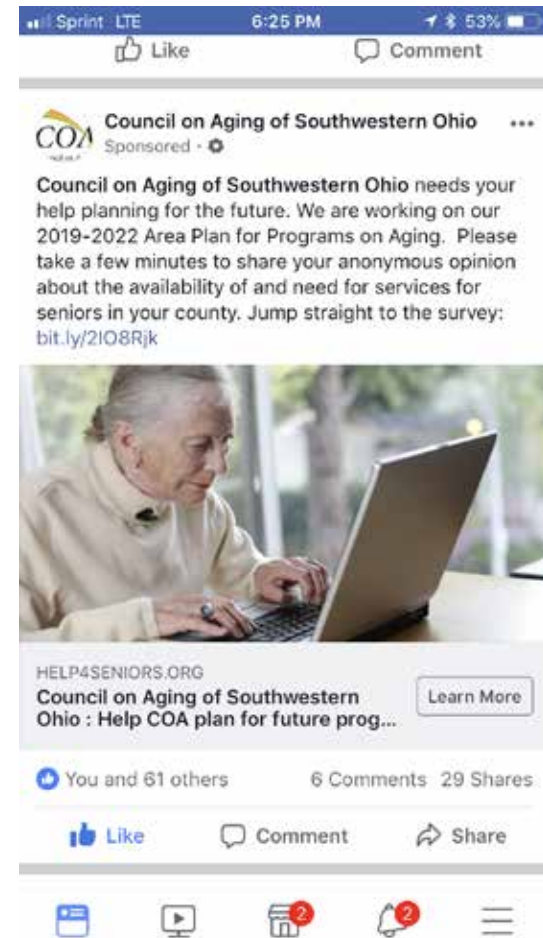 Sprint LTE 6:25 PM 53%
Like Comment
COA Council on Aging of Southwestern Ohio
Sponsored ·
Council on Aging of Southwestern Ohio needs your
help planning for the future. We are working on our
2019-2022 Area Plan for Programs on Aging. Please
take a few minutes to share your anonymous opinion
about the availability of and need for services for
seniors in your county. Jump straight to the survey:
bit.ly/2IO8Rjk
HELP4SENIORS.ORG
Council on Aging of Southwestern
Ohio : Help COA plan for future prog...
Learn More
You and 61 others 6 Comments 29 Shares
Like Comment Share
2 2